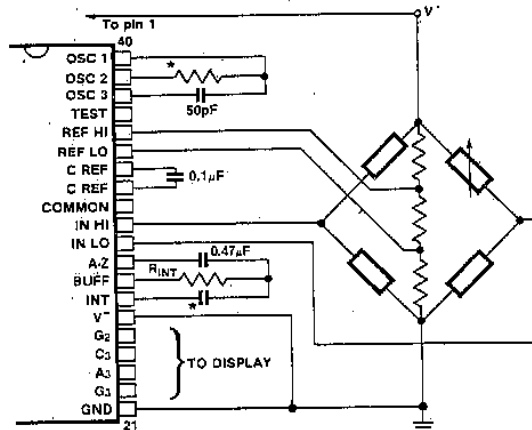 To pin 1
V
40
OSC 1
OSC 2
*
OSC 3
50pF
TEST
REF HI
REF LO
C REF
0.1µF
C REF
COMMON
IN HI
IN LO
0.47µF
A-Z
BUFF
RINT
INT
*
V−
G2
C3
TO DISPLAY
A3
G3
GND
21